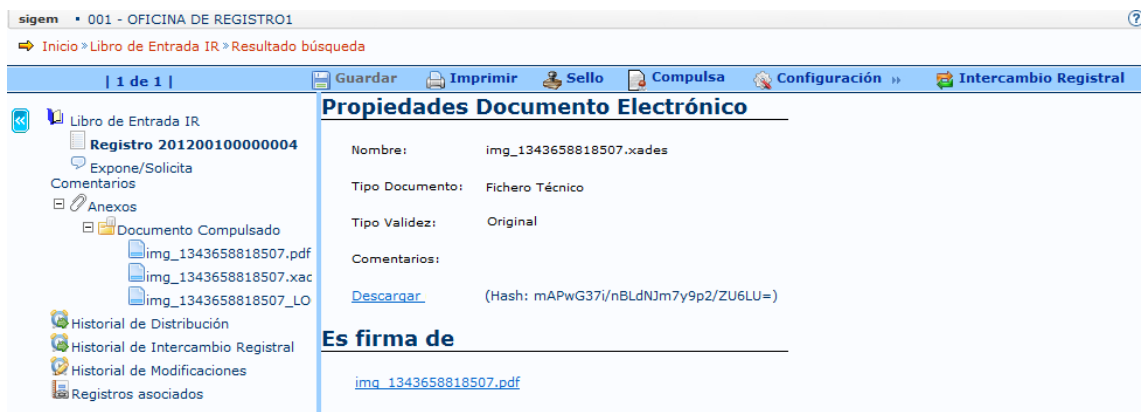 sigem ▪ 001 - OFICINA DE REGISTRO1
Inicio » Libro de Entrada IR » Resultado búsqueda
| 1 de 1 | Guardar Imprimir Sello Compulsa Configuración » Intercambio Registral
Libro de Entrada IR
Registro 201200100000004
Expone/Solicita
Comentarios
Anexos
Documento Compulsado
img_1343658818507.pdf
img_1343658818507.xac
img_1343658818507_LO
Historial de Distribución
Historial de Intercambio Registral
Historial de Modificaciones
Registros asociados
Propiedades Documento Electrónico
Nombre: img_1343658818507.xades
Tipo Documento: Fichero Técnico
Tipo Validez: Original
Comentarios:
Descargar (Hash: mAPwG37i/nBLdNJm7y9p2/ZU6LU=)
Es firma de
img_1343658818507.pdf